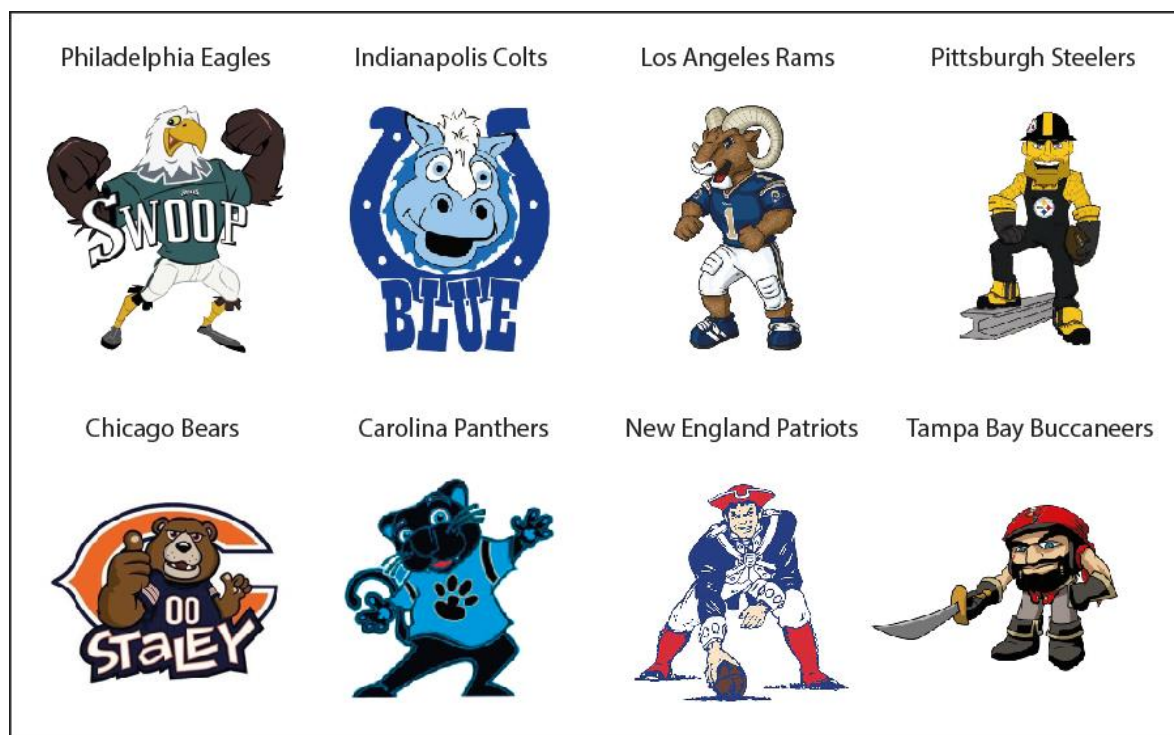 Philadelphia Eagles
Indianapolis Colts
Los Angeles Rams
Pittsburgh Steelers
SWOOP
BLUE
1
Chicago Bears
Carolina Panthers
New England Patriots
Tampa Bay Buccaneers
00
STALEY